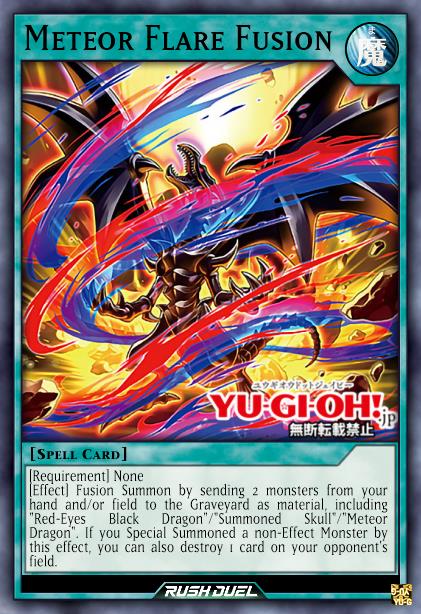 METEOR FLARE FUSION
ま
魔
ユウギオウドットジェイピー
YU-GI-OH!.jp
無断転載禁止
[SPELL CARD]
[Requirement] None
[Effect] Fusion Summon by sending 2 monsters from your
hand and/or field to the Graveyard as material, including
"Red-Eyes Black Dragon"/"Summoned Skull"/"Meteor
Dragon". If you Special Summoned a non-Effect Monster by
this effect, you can also destroy 1 card on your opponent's
field.
RUSH DUEL